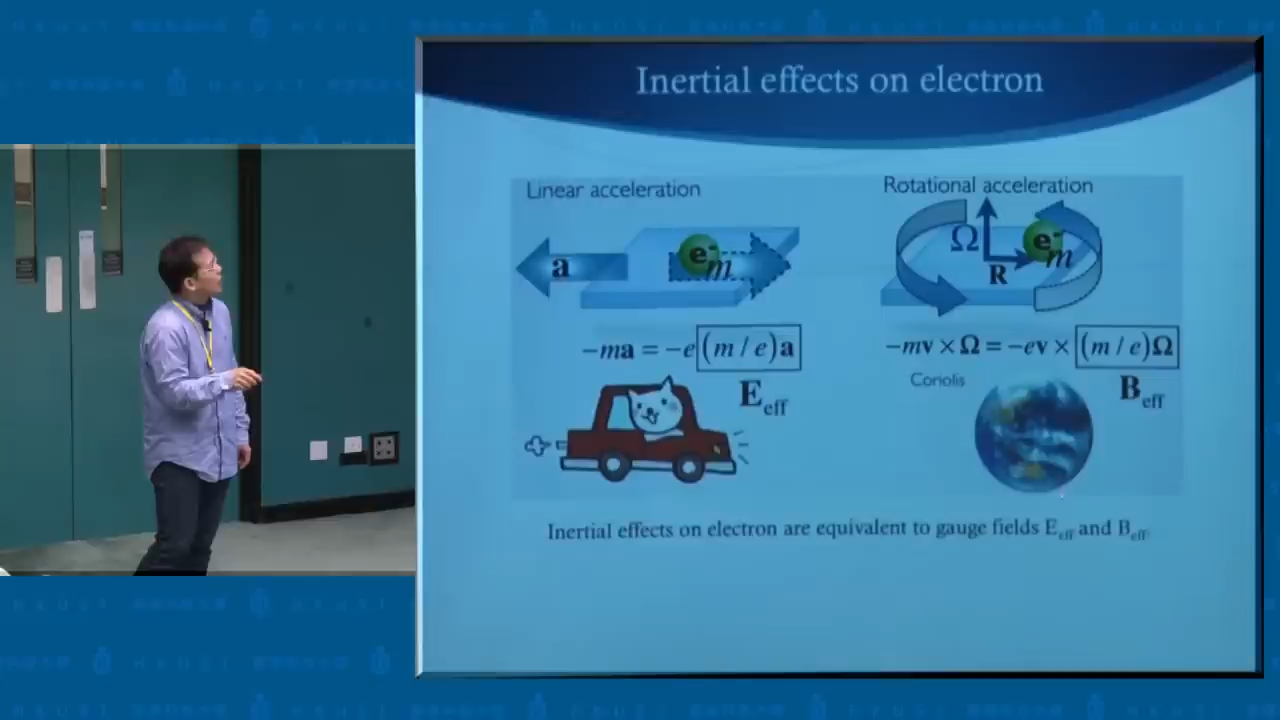 Inertial effects on electron
Linear acceleration
Rotational acceleration
a
e⁻
m
Ω
R
e⁻
m
−ma = −e(m / e)a
−mv × Ω = −ev × (m / e)Ω
E_eff
Coriolis
B_eff
Inertial effects on electron are equivalent to gauge fields E_eff and B_eff.